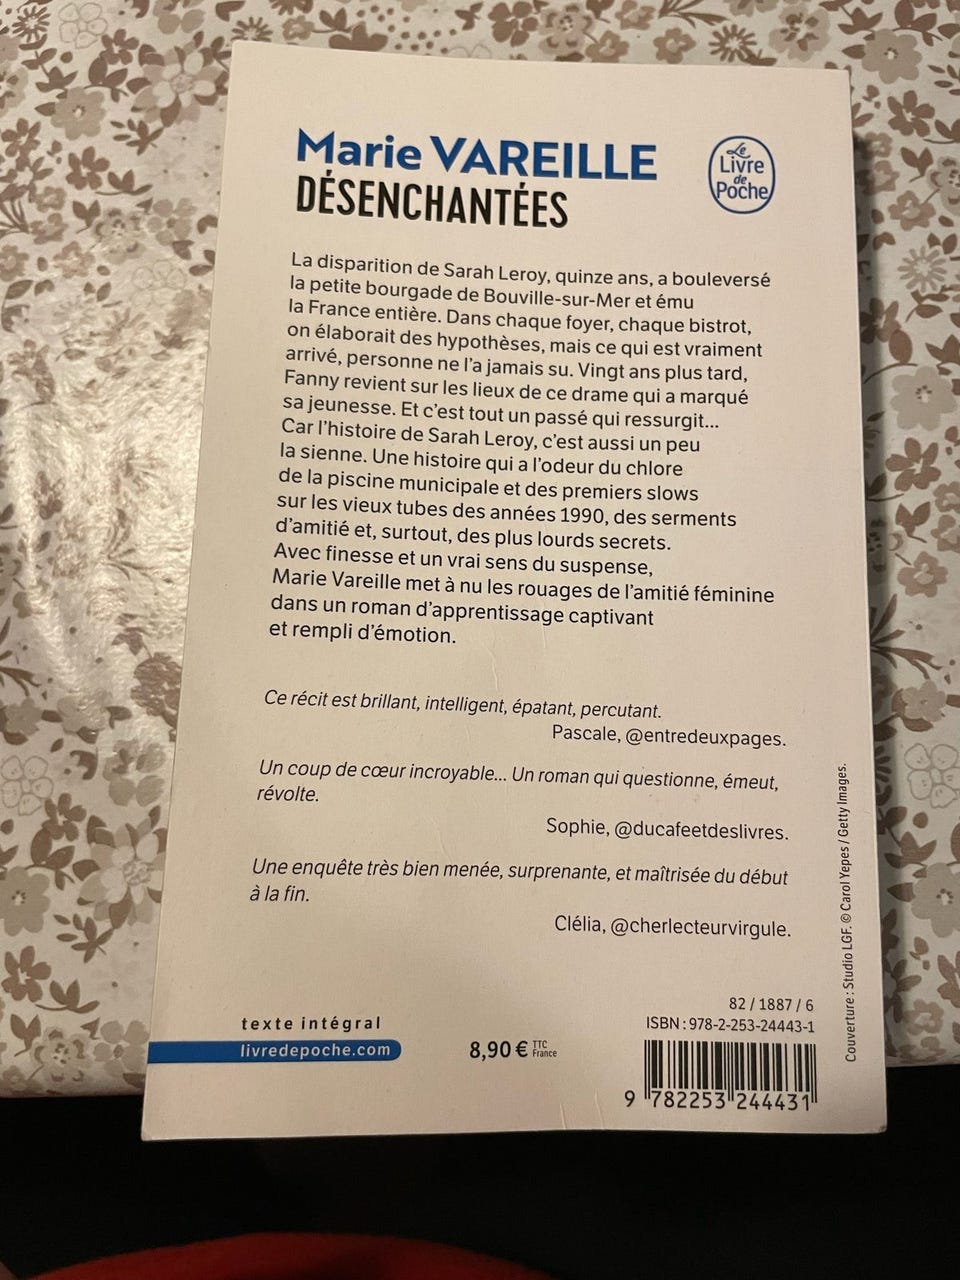 Marie VAREILLE
DÉSENCHANTÉES
Le
Livre
de
Poche
La disparition de Sarah Leroy, quinze ans, a bouleversé
la petite bourgade de Bouville-sur-Mer et ému
la France entière. Dans chaque foyer, chaque bistrot,
on élaborait des hypothèses, mais ce qui est vraiment
arrivé, personne ne l'a jamais su. Vingt ans plus tard,
Fanny revient sur les lieux de ce drame qui a marqué
sa jeunesse. Et c'est tout un passé qui ressurgit...
Car l'histoire de Sarah Leroy, c'est aussi un peu
la sienne. Une histoire qui a l'odeur du chlore
de la piscine municipale et des premiers slows
sur les vieux tubes des années 1990, des serments
d'amitié et, surtout, des plus lourds secrets.
Avec finesse et un vrai sens du suspense,
Marie Vareille met à nu les rouages de l'amitié féminine
dans un roman d'apprentissage captivant
et rempli d'émotion.
Ce récit est brillant, intelligent, épatant, percutant.
Pascale, @entredeuxpages.
Un coup de cœur incroyable... Un roman qui questionne, émeut,
révolte.
Sophie, @ducafeetdeslivres.
Une enquête très bien menée, surprenante, et maîtrisée du début
à la fin.
Clélia, @cherlecteurvirgule.
Couverture : Studio LGF. © Carol Yepes / Getty Images.
texte intégral
livredepoche.com
8,90 € TTC
France
82 / 1887 / 6
ISBN : 978-2-253-24443-1
9 782253 244431